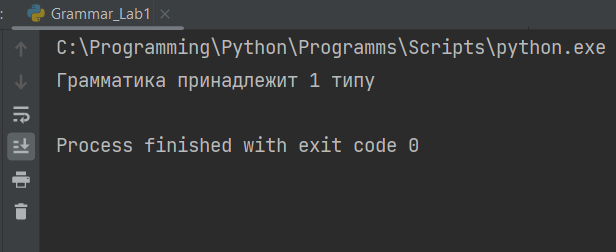 : Grammar_Lab1 ×
C:\Programming\Python\Programms\Scripts\python.exe
Грамматика принадлежит 1 типу
Process finished with exit code 0